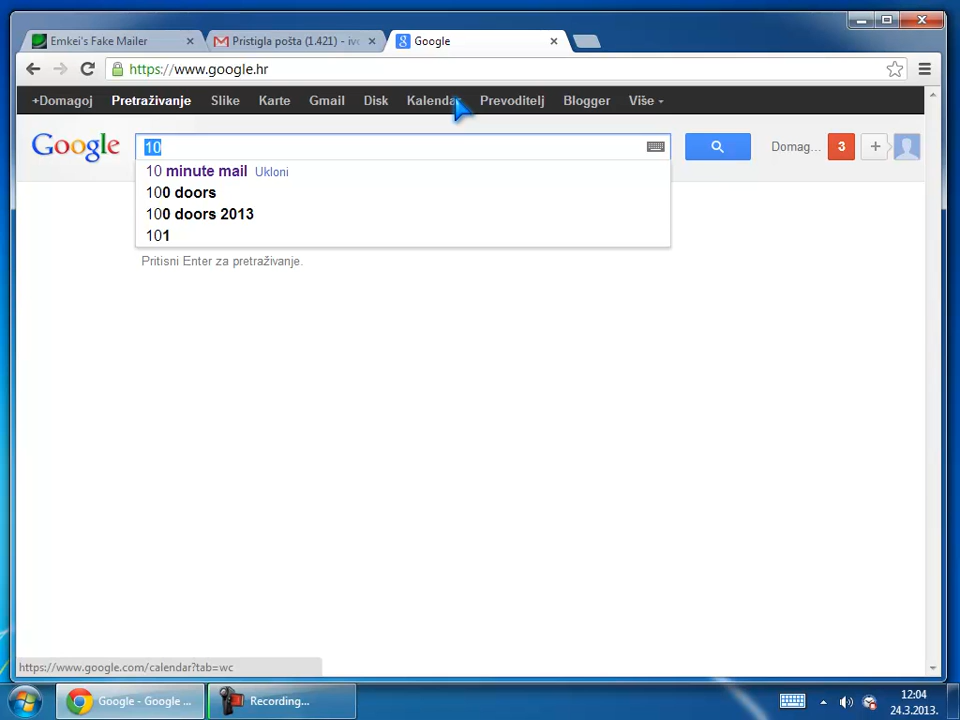 Emkei's Fake Mailer
Pristigla pošta (1.421) - iv
Google
https://www.google.hr
+Domagoj Pretraživanje Slike Karte Gmail Disk Kalendar Prevoditelj Blogger Više
Google
10
Domag... 3 +
10 minute mail Ukloni
100 doors
100 doors 2013
101
Pritisni Enter za pretraživanje.
https://www.google.com/calendar?tab=wc
Google - Google ...
Recording...
12:04
24.3.2013.